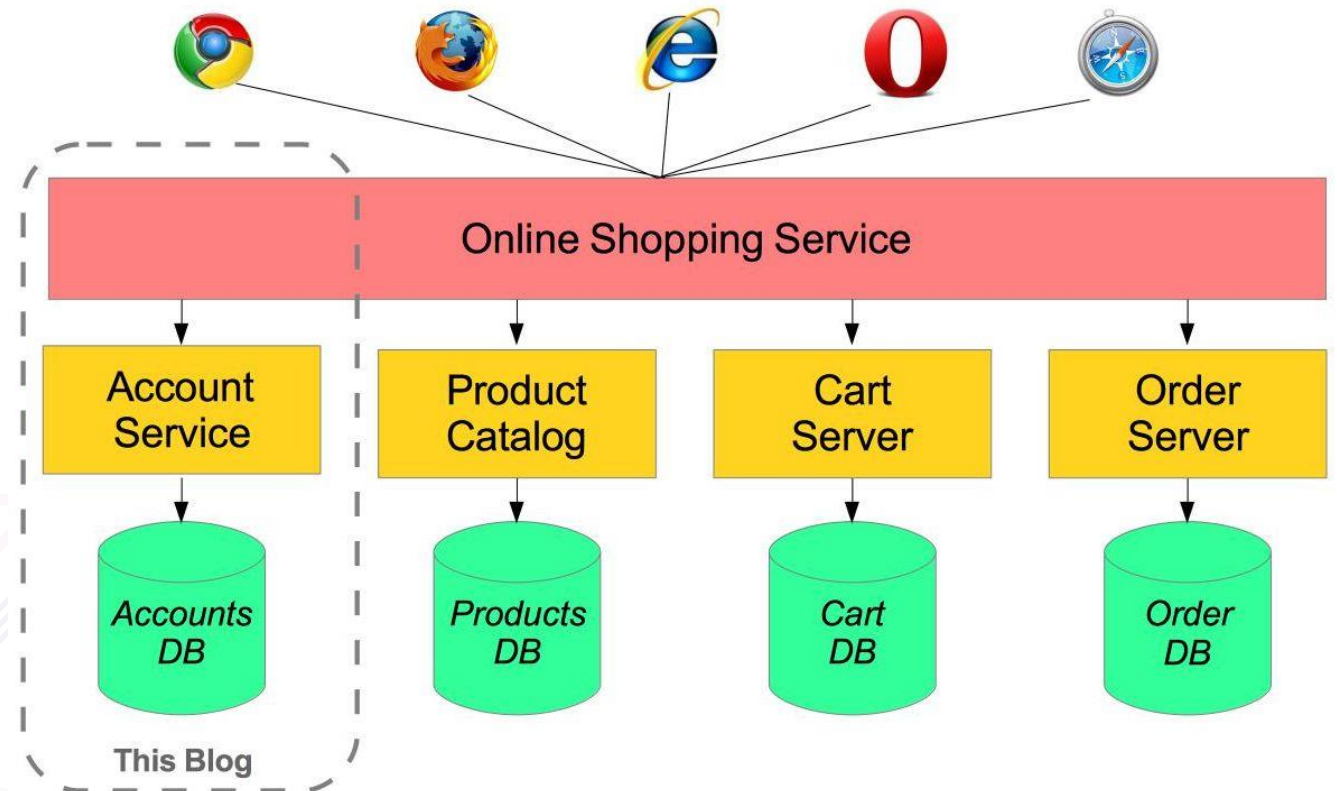 Online Shopping Service
Account
Service
Product
Catalog
Cart
Server
Order
Server
Accounts
DB
Products
DB
Cart
DB
Order
DB
This Blog